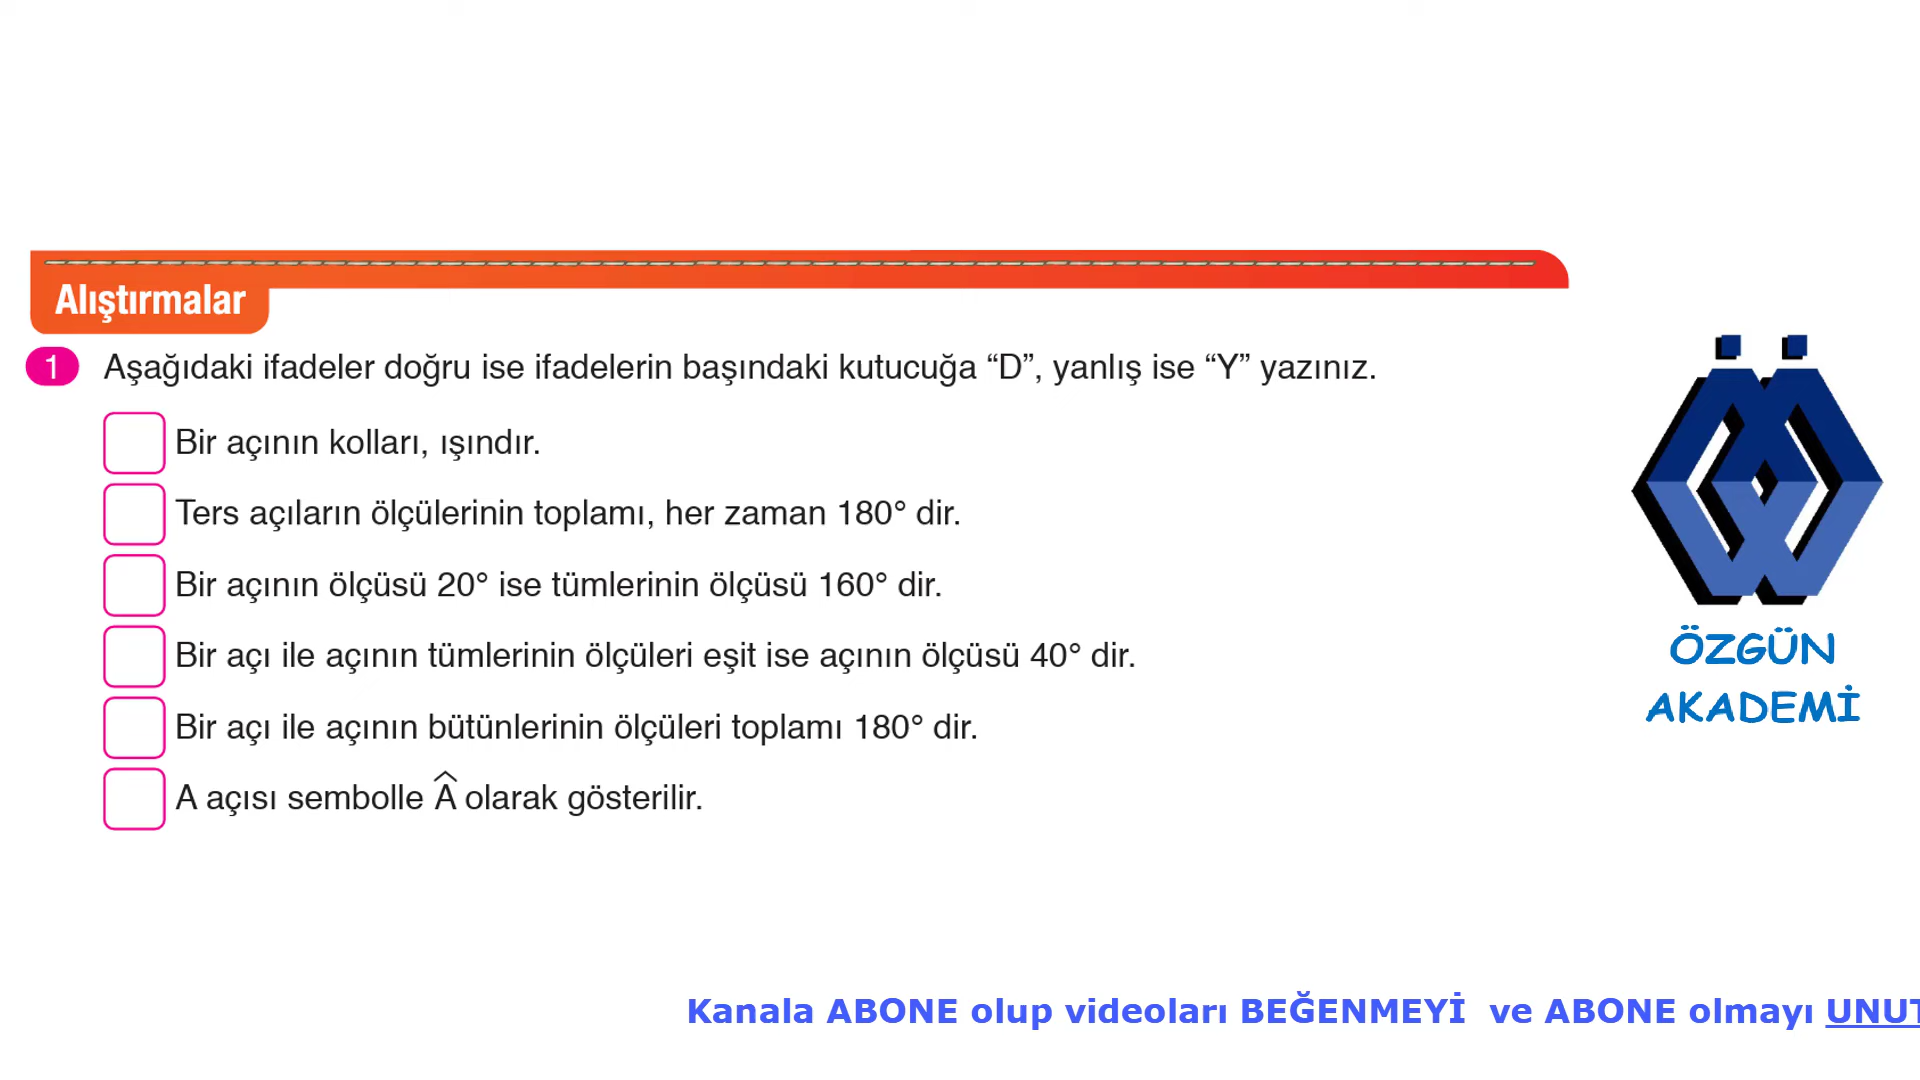 Alıştırmalar
1 Aşağıdaki ifadeler doğru ise ifadelerin başındaki kutucuğa “D”, yanlış ise “Y” yazınız.
Bir açının kolları, ışındır.
Ters açıların ölçülerinin toplamı, her zaman 180° dir.
Bir açının ölçüsü 20° ise tümlerinin ölçüsü 160° dir.
Bir açı ile açının tümlerinin ölçüleri eşit ise açının ölçüsü 40° dir.
Bir açı ile açının bütünlerinin ölçüleri toplamı 180° dir.
A açısı sembolle Â olarak gösterilir.
ÖZGÜN
AKADEMİ
Kanala ABONE olup videoları BEĞENMEYİ ve ABONE olmayı UNUT